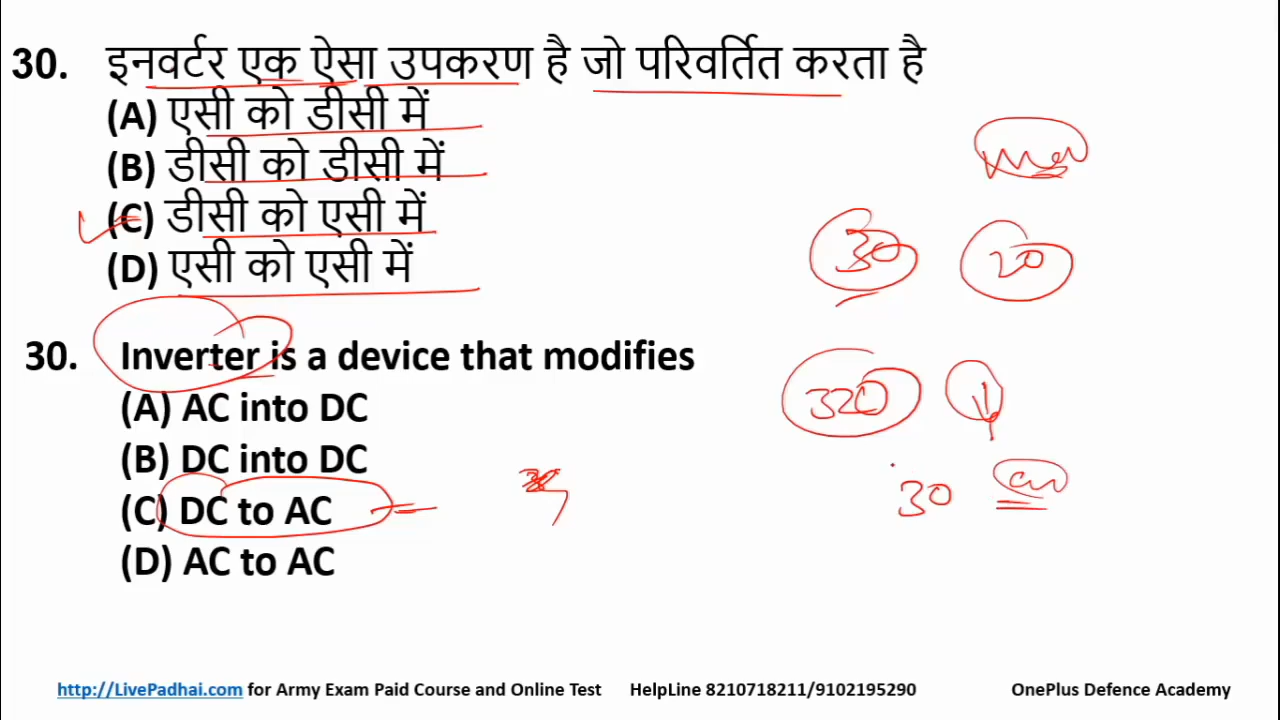 30. इनवर्टर एक ऐसा उपकरण है जो परिवर्तित करता है
(A) एसी को डीसी में
(B) डीसी को डीसी में
(C) डीसी को एसी में
(D) एसी को एसी में
30. Inverter is a device that modifies
(A) AC into DC
(B) DC into DC
(C) DC to AC
(D) AC to AC
30 20
320
30
http://LivePadhai.com for Army Exam Paid Course and Online Test HelpLine 8210718211/9102195290 OnePlus Defence Academy